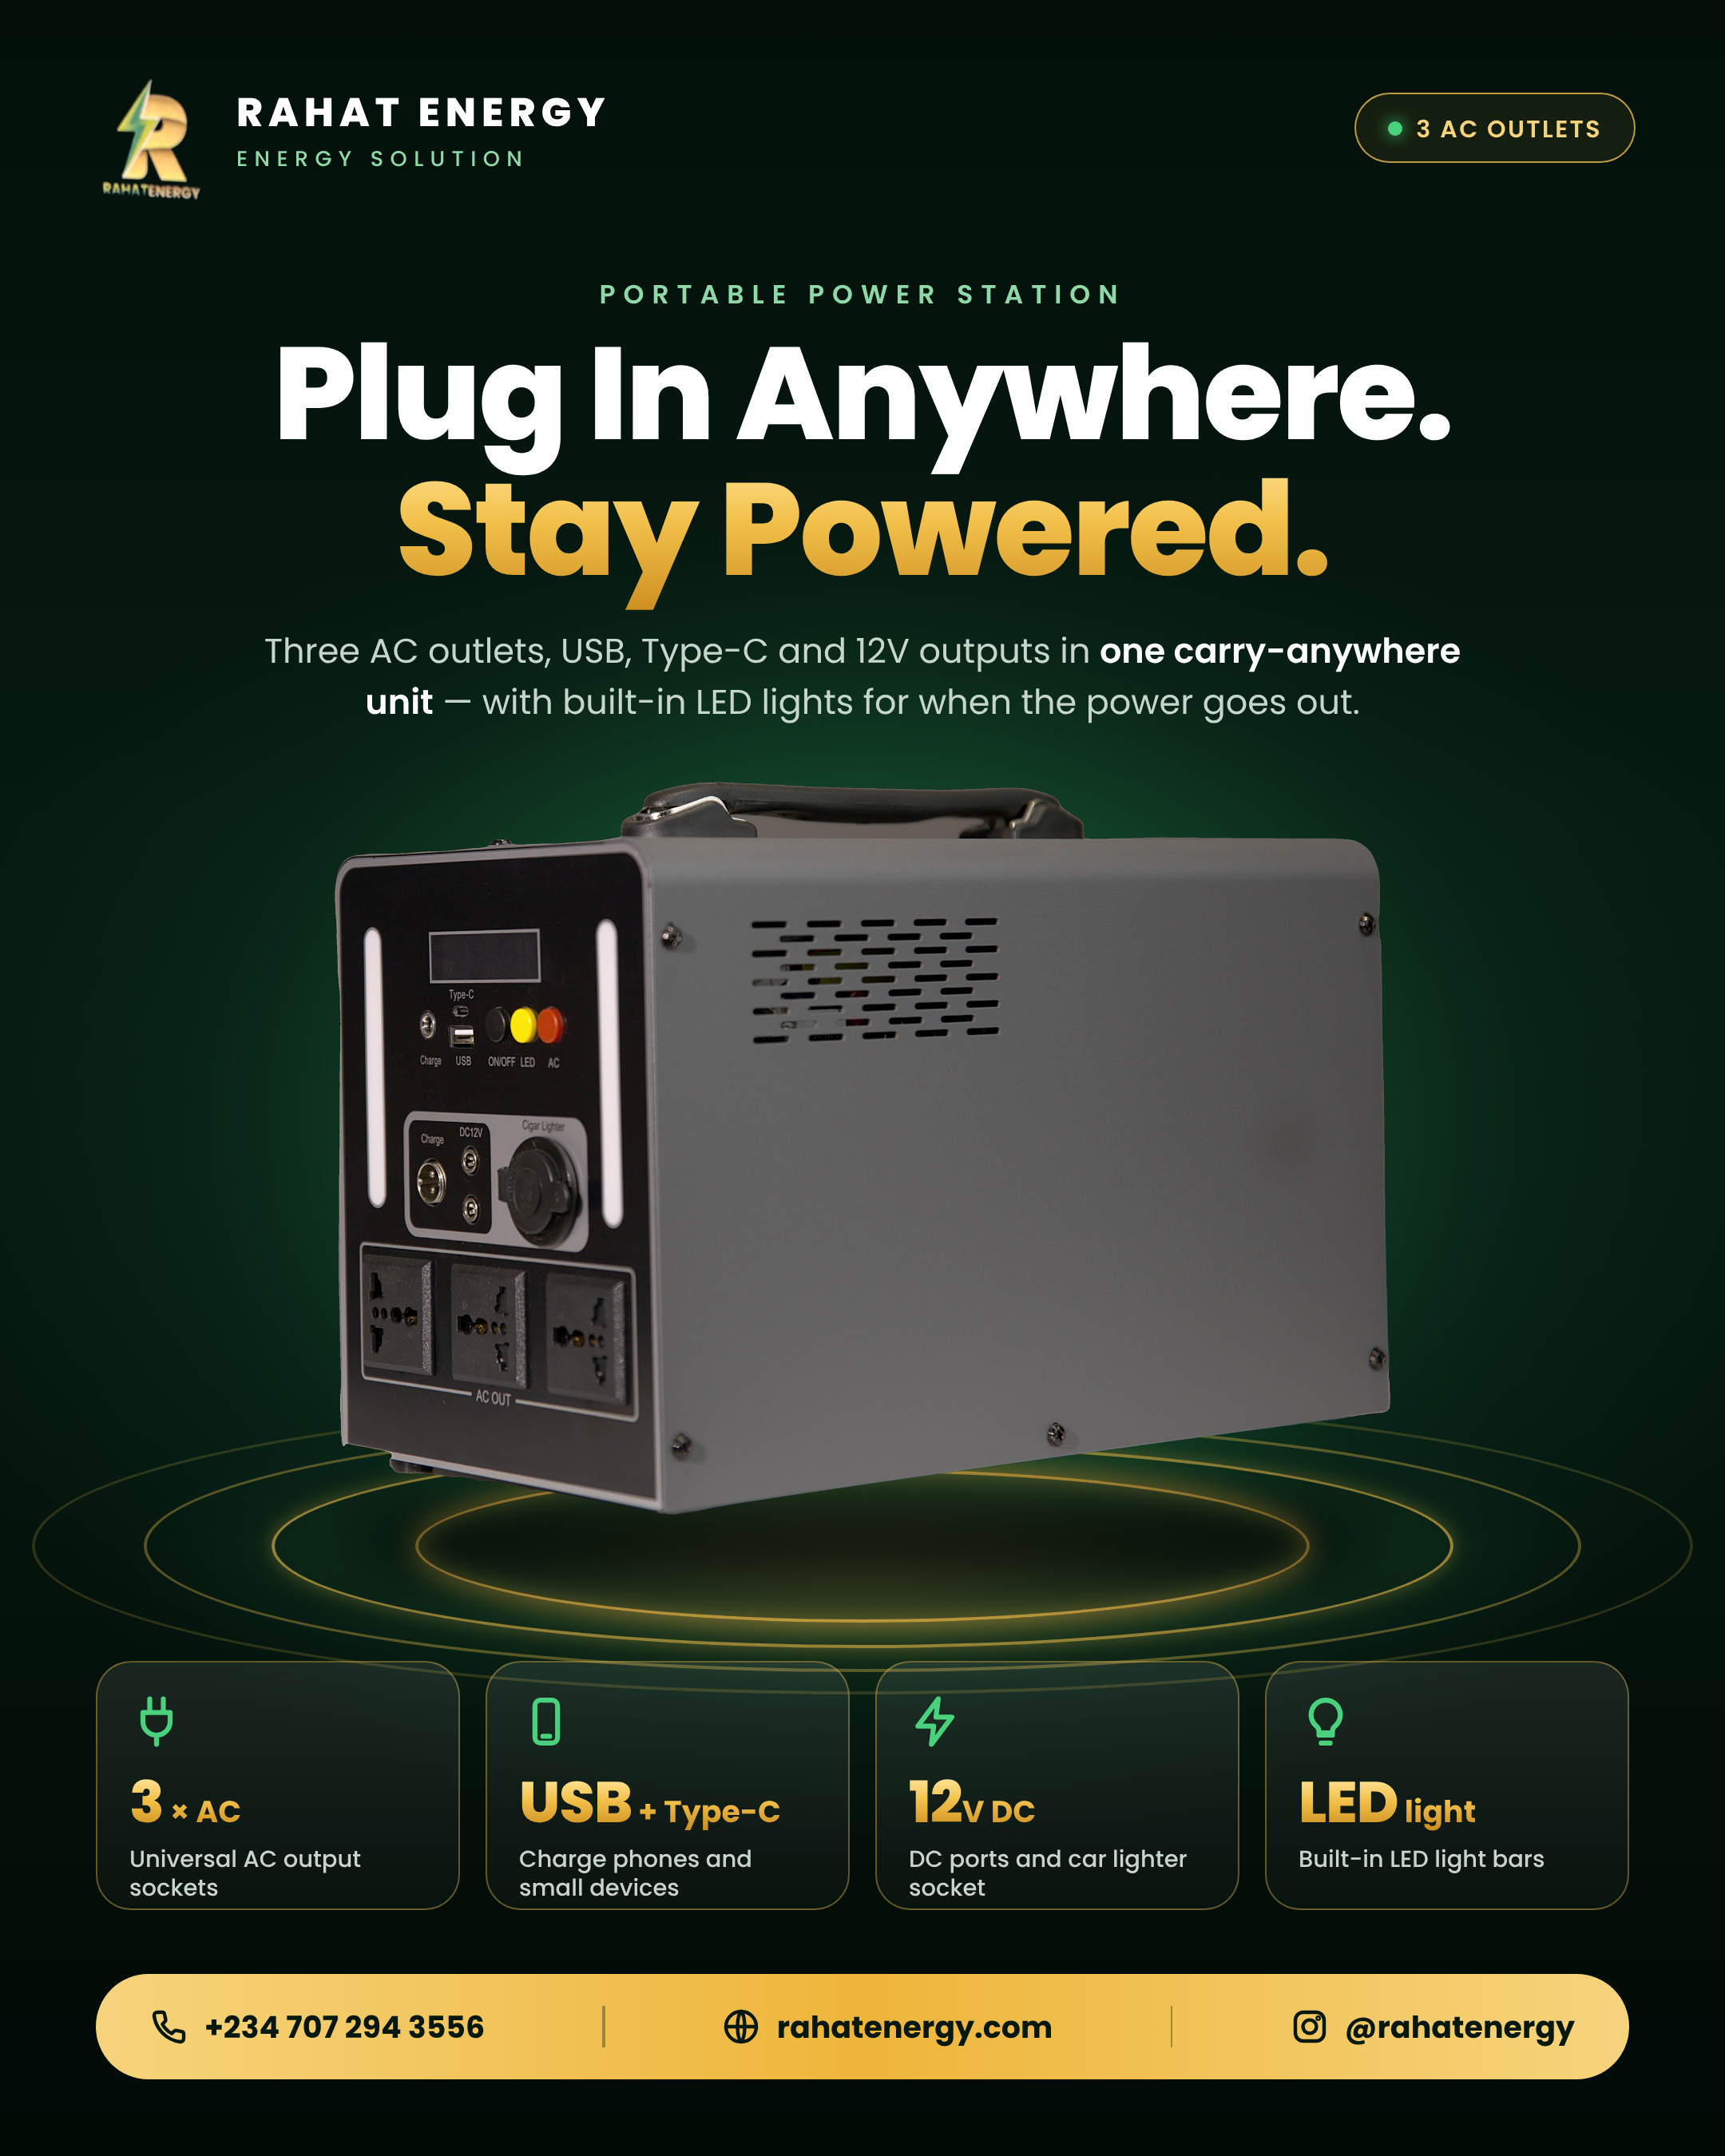 RAHATENERGY
RAHAT ENERGY
ENERGY SOLUTION
3 AC OUTLETS
PORTABLE POWER STATION
Plug In Anywhere.
Stay Powered.
Three AC outlets, USB, Type-C and 12V outputs in one carry-anywhere
unit — with built-in LED lights for when the power goes out.
Type-C
Charge USB ON/OFF LED AC
Charge DC12V Cigar Lighter
AC OUT
3 × AC
Universal AC output
sockets
USB + Type-C
Charge phones and
small devices
12V DC
DC ports and car lighter
socket
LED light
Built-in LED light bars
+234 707 294 3556
rahatenergy.com
@rahatenergy